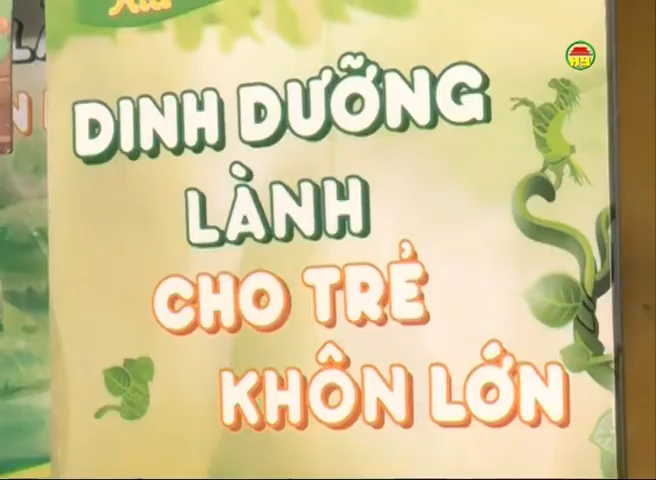 DINH DƯỠNG
LÀNH
CHO TRẺ
KHÔN LỚN